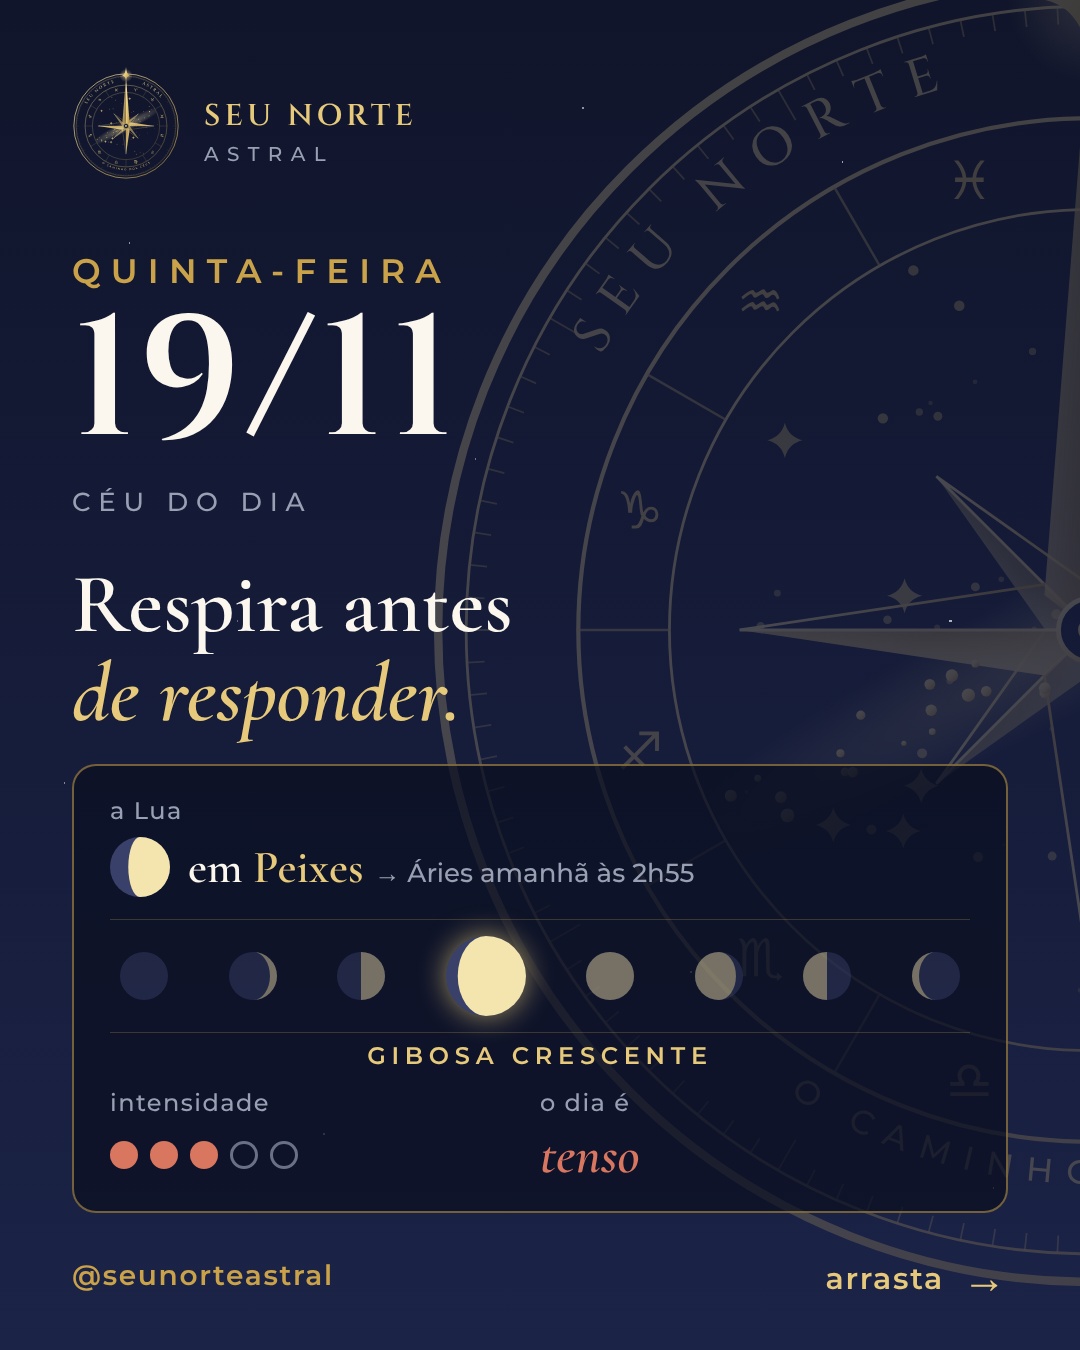 SEU NORTE
ASTRAL
SEU NORTE
QUINTA-FEIRA
19/11
CÉU DO DIA
Respira antes
de responder.
a Lua
em Peixes → Áries amanhã às 2h55
GIBOSA CRESCENTE
intensidade
o dia é
tenso
O CAMINHO
@seunorteastral
arrasta →